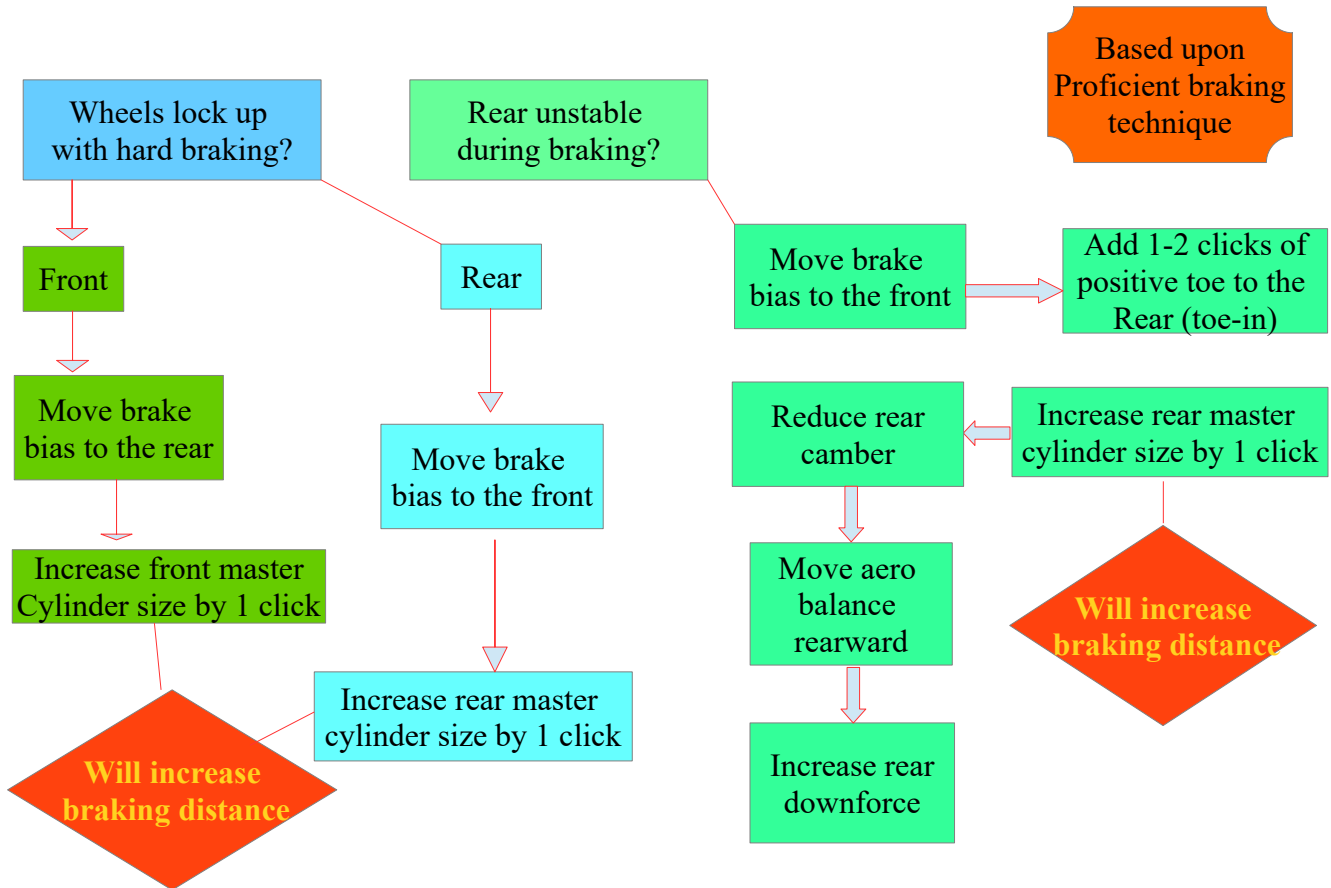 Based upon
Proficient braking
technique
Wheels lock up
with hard braking?
Rear unstable
during braking?
Front
Rear
Move brake
bias to the front
Add 1-2 clicks of
positive toe to the
Rear (toe-in)
Move brake
bias to the rear
Move brake
bias to the front
Reduce rear
camber
Increase rear master
cylinder size by 1 click
Increase front master
Cylinder size by 1 click
Move aero
balance
rearward
Will increase
braking distance
Increase rear master
cylinder size by 1 click
Will increase
braking distance
Increase rear
downforce